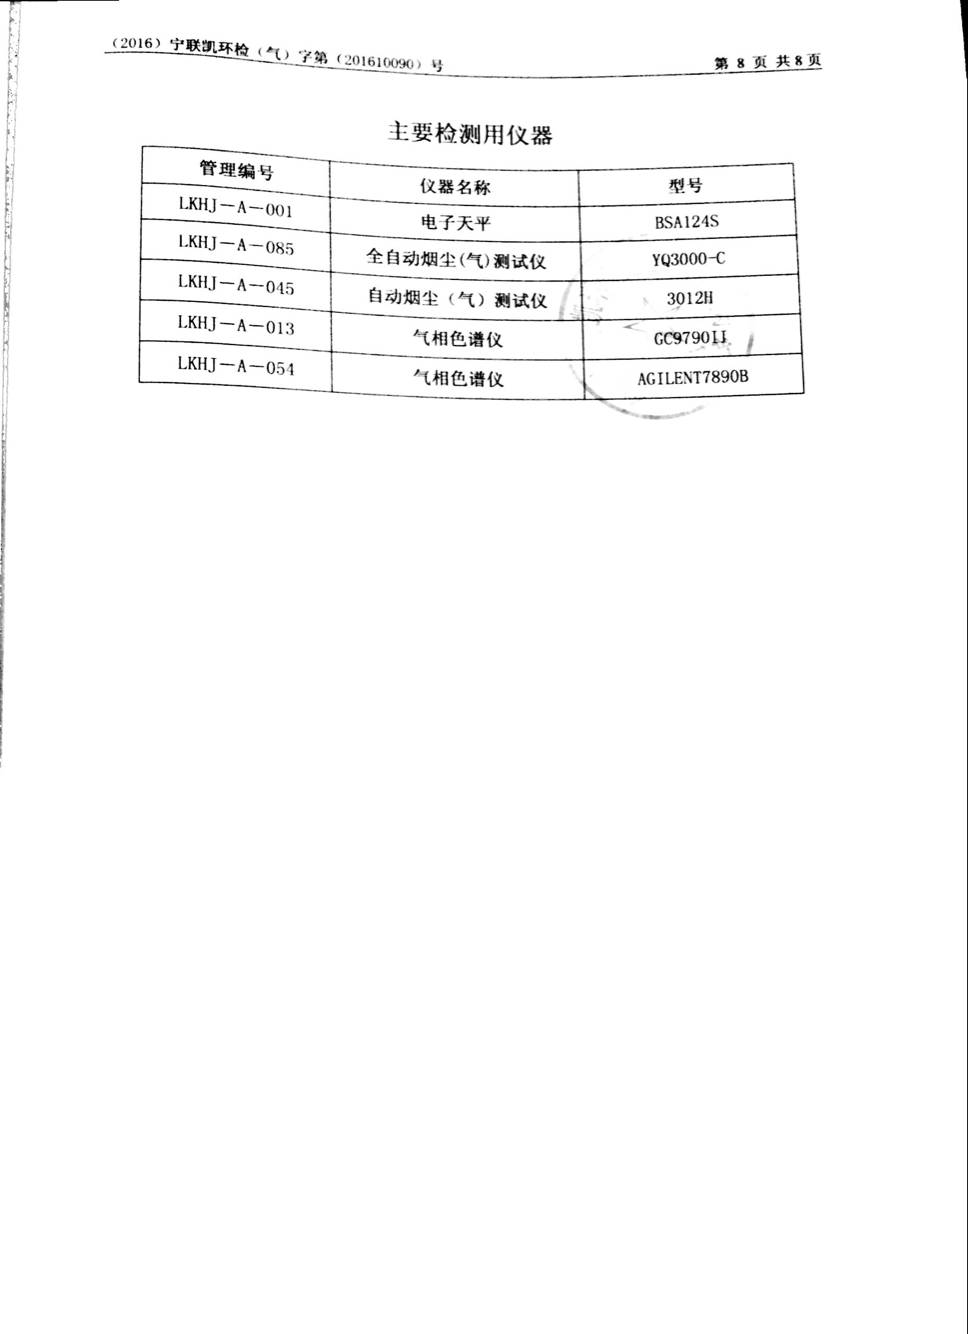 （2016）宁联凯环检（气）字第（201610090）号
第 8 页 共8页
主要检测用仪器
管理编号 仪器名称 型号
LKHJ－A－001 电子天平 BSA124S
LKHJ－A－085 全自动烟尘(气)测试仪 YQ3000-C
LKHJ－A－045 自动烟尘（气）测试仪 3012H
LKHJ－A－013 气相色谱仪 GC9790II
LKHJ－A－054 气相色谱仪 AGILENT7890B